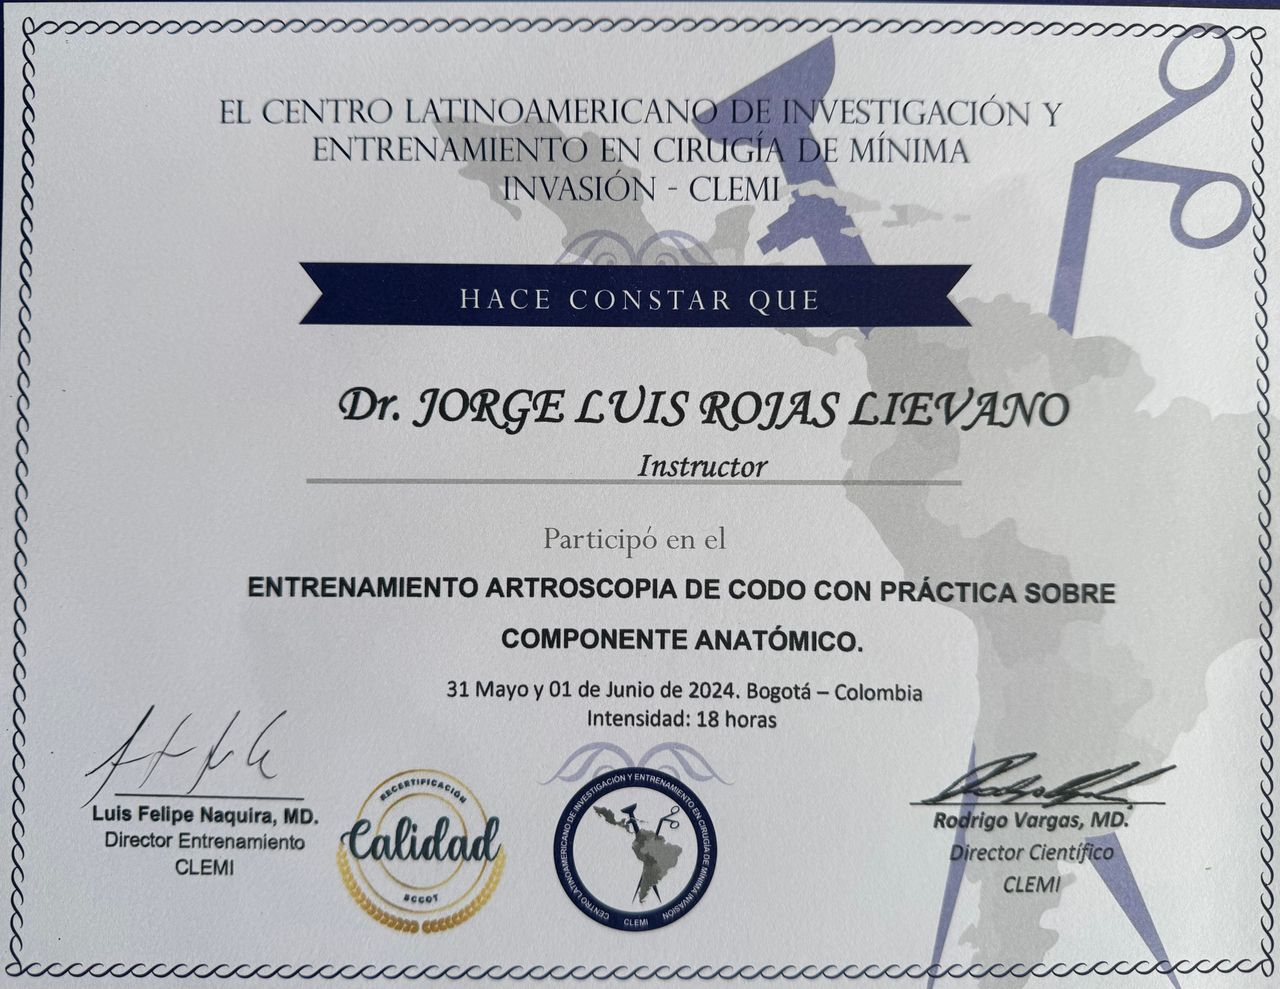 EL CENTRO LATINOAMERICANO DE INVESTIGACIÓN Y
ENTRENAMIENTO EN CIRUGÍA DE MÍNIMA
INVASIÓN - CLEMI
HACE CONSTAR QUE
Dr. JORGE LUIS ROJAS LIEVANO
Instructor
Participó en el
ENTRENAMIENTO ARTROSCOPIA DE CODO CON PRÁCTICA SOBRE
COMPONENTE ANATÓMICO.
31 Mayo y 01 de Junio de 2024. Bogotá – Colombia
Intensidad: 18 horas
Luis Felipe Naquira, MD.
Director Entrenamiento
CLEMI
RECERTIFICACIÓN
Calidad
SCCOT
CENTRO LATINOAMERICANO DE INVESTIGACIÓN Y ENTRENAMIENTO EN CIRUGÍA DE MINIMA INVASIÓN
CLEMI
Rodrigo Vargas, MD.
Director Científico
CLEMI